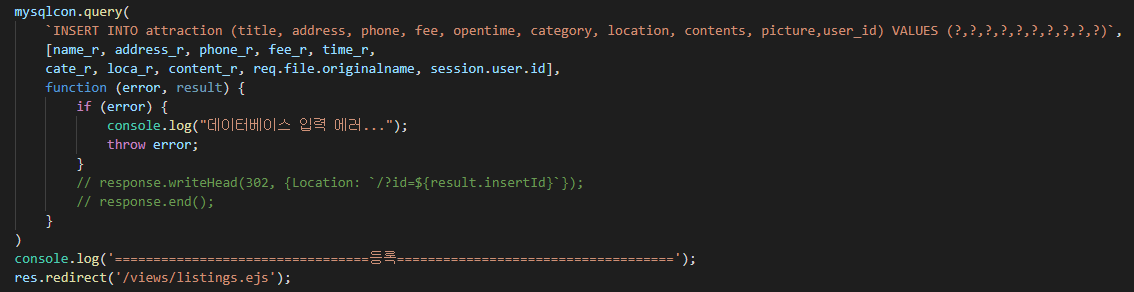 mysqlcon.query(
`INSERT INTO attraction (title, address, phone, fee, opentime, category, location, contents, picture,user_id) VALUES (?,?,?,?,?,?,?,?,?,?)`,
[name_r, address_r, phone_r, fee_r, time_r,
cate_r, loca_r, content_r, req.file.originalname, session.user.id],
function (error, result) {
if (error) {
console.log("데이터베이스 입력 에러...");
throw error;
}
// response.writeHead(302, {Location: `/?id=${result.insertId}`});
// response.end();
}
)
console.log('=================================등록====================================');
res.redirect('/views/listings.ejs');